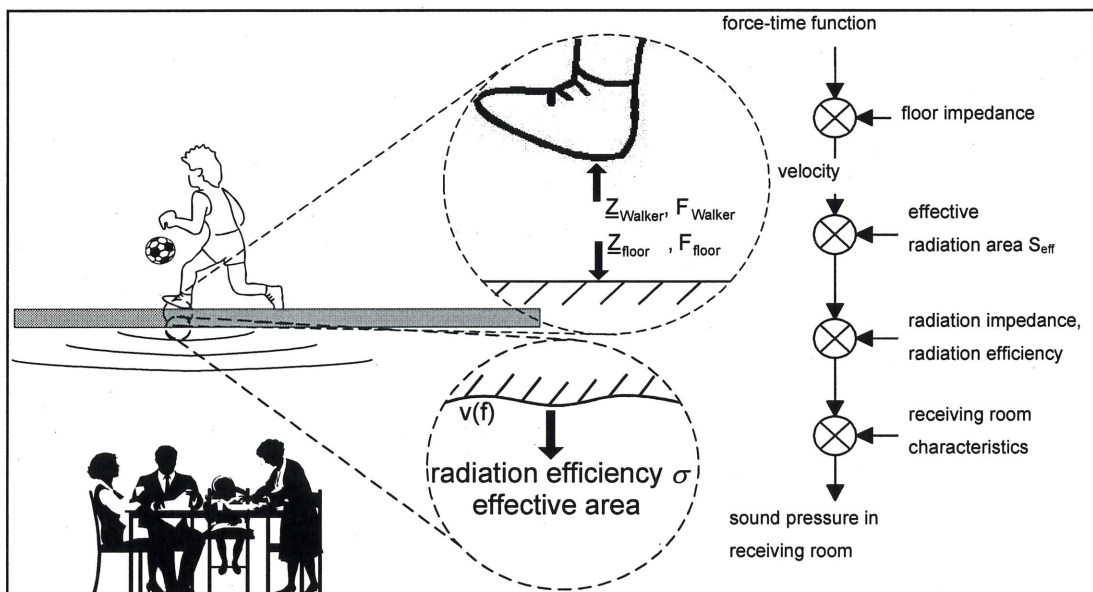 force-time function
floor impedance
velocity
effective
radiation area S_eff
radiation impedance,
radiation efficiency
receiving room
characteristics
sound pressure in
receiving room
Z_Walker, F_Walker
Z_floor , F_floor
v(f)
radiation efficiency σ
effective area